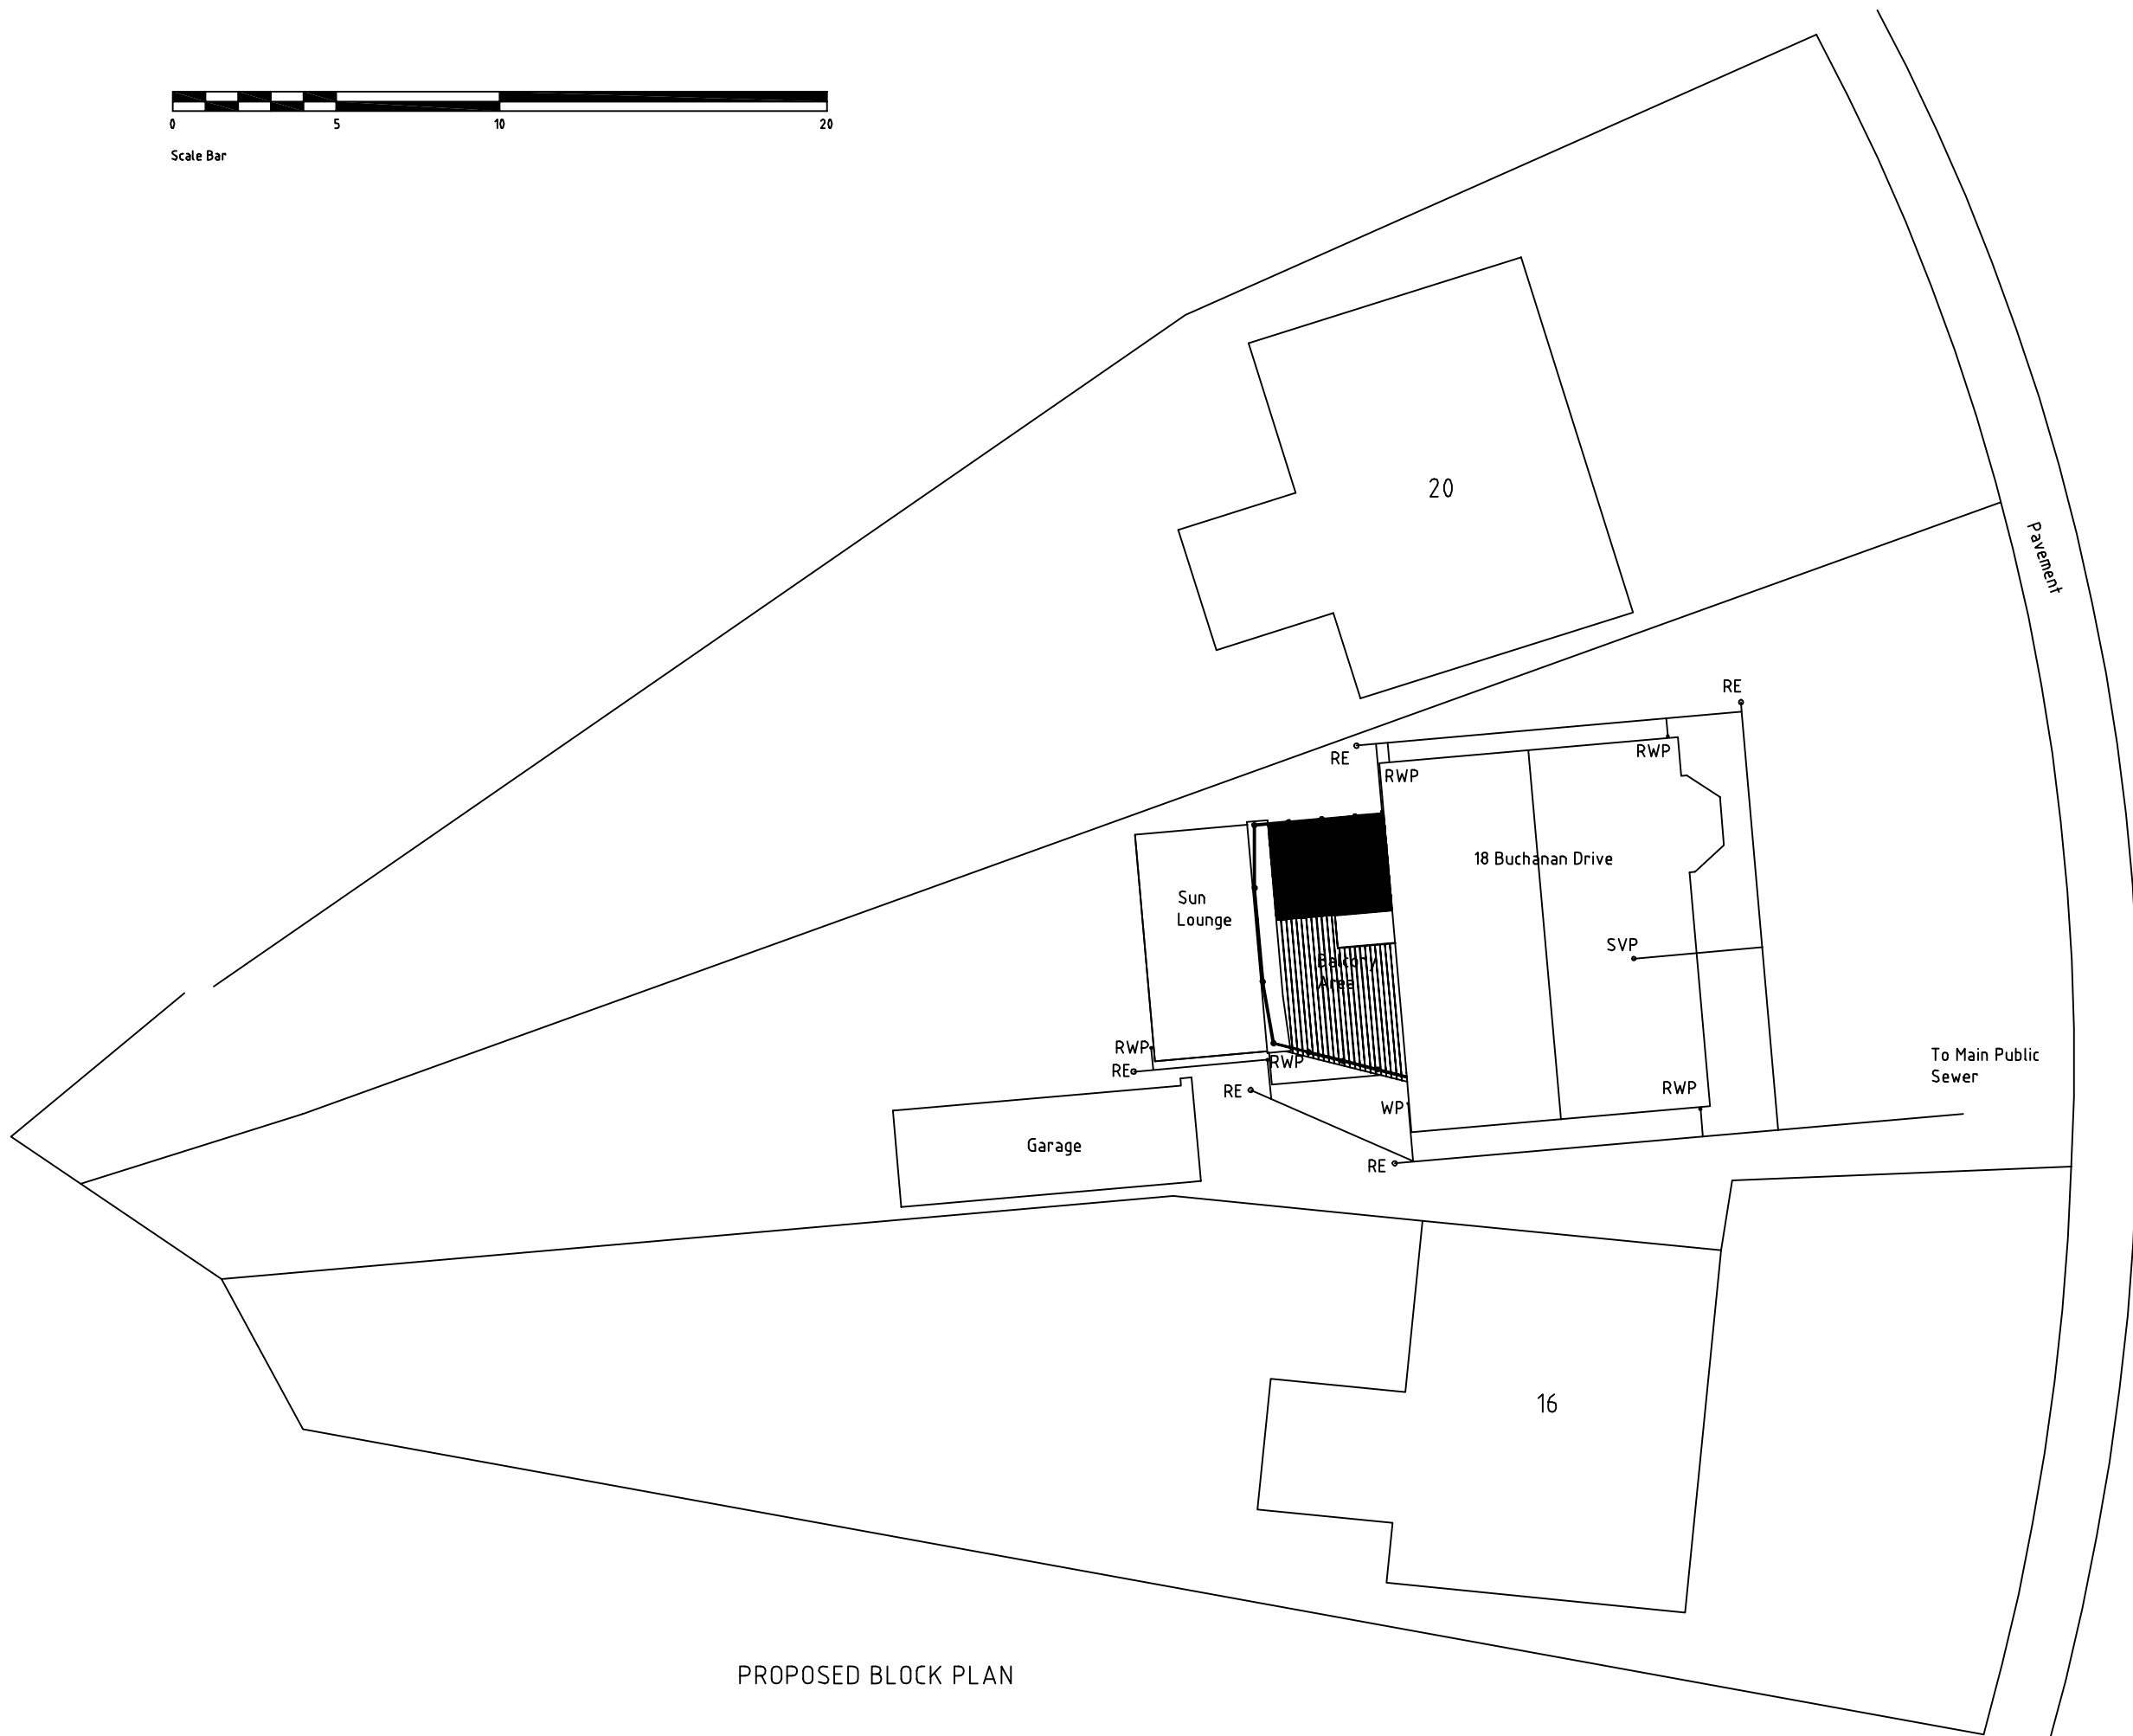 0 5 10 20
Scale Bar
20
Pavement
RE
RE
RWP
RWP
18 Buchanan Drive
Sun
Lounge
SVP
Balcony
Area
RWP
RE
RWP
To Main Public
Sewer
RE
RWP
WP
Garage
RE
16
PROPOSED BLOCK PLAN